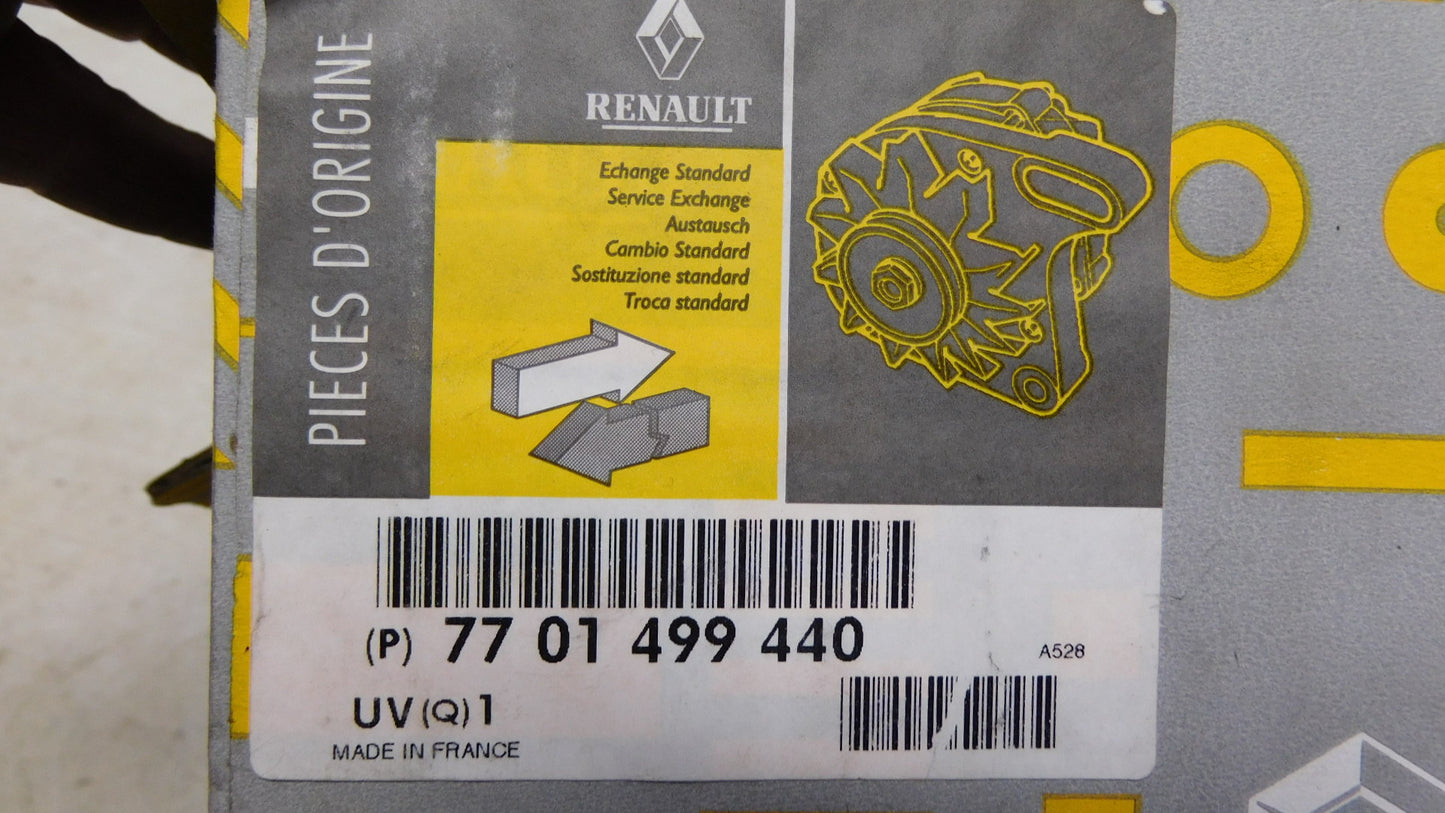 PIECES D'ORIGINE
RENAULT
Echange Standard
Service Exchange
Austausch
Cambio Standard
Sostituzione standard
Troca standard
(P) 77 01 499 440
A528
UV (Q) 1
MADE IN FRANCE